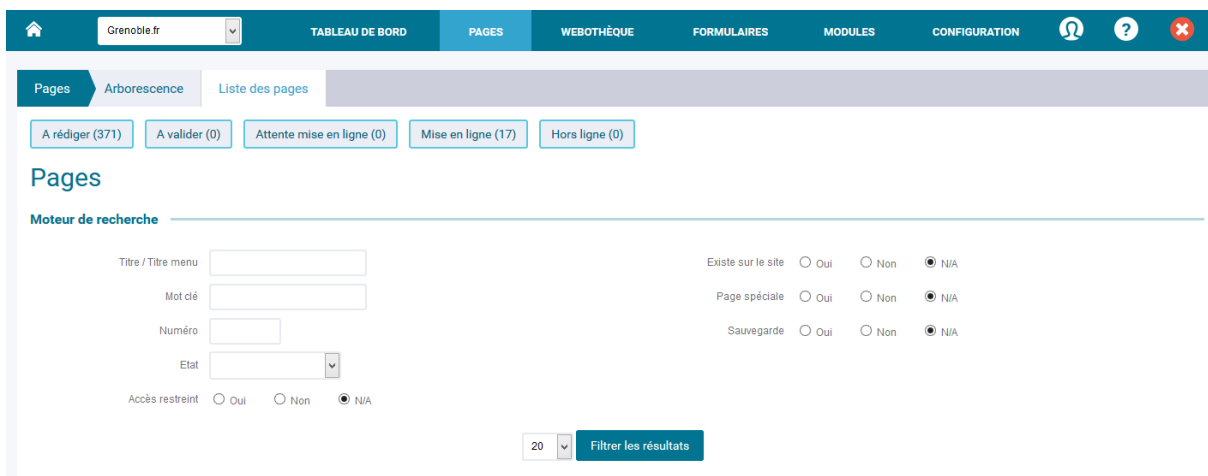 Grenoble.fr TABLEAU DE BORD PAGES WEBOTHÈQUE FORMULAIRES MODULES CONFIGURATION ?
Pages Arborescence Liste des pages
A rédiger (371) A valider (0) Attente mise en ligne (0) Mise en ligne (17) Hors ligne (0)
Pages
Moteur de recherche
Titre / Titre menu Existe sur le site Oui Non N/A
Mot clé Page spéciale Oui Non N/A
Numéro Sauvegarde Oui Non N/A
Etat
Accès restreint Oui Non N/A
20 Filtrer les résultats